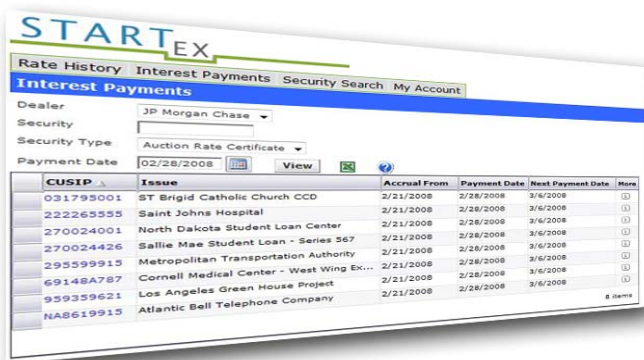 STARTEX
Rate History Interest Payments Security Search My Account
Interest Payments
Dealer JP Morgan Chase
Security
Security Type Auction Rate Certificate
Payment Date 02/28/2008 View
CUSIP Issue Accrual From Payment Date Next Payment Date More
031795001 ST Brigid Catholic Church CCD 2/21/2008 2/28/2008 3/6/2008
222265555 Saint Johns Hospital 2/21/2008 2/28/2008 3/6/2008
270024001 North Dakota Student Loan Center 2/21/2008 2/28/2008 3/6/2008
270024426 Sallie Mae Student Loan - Series 567 2/21/2008 2/28/2008 3/6/2008
295599915 Metropolitan Transportation Authority 2/21/2008 2/28/2008 3/6/2008
69148A787 Cornell Medical Center - West Wing Ex... 2/21/2008 2/28/2008 3/6/2008
959359621 Los Angeles Green House Project 2/21/2008 2/28/2008 3/6/2008
NA8619915 Atlantic Bell Telephone Company 2/21/2008 2/28/2008 3/6/2008
8 items